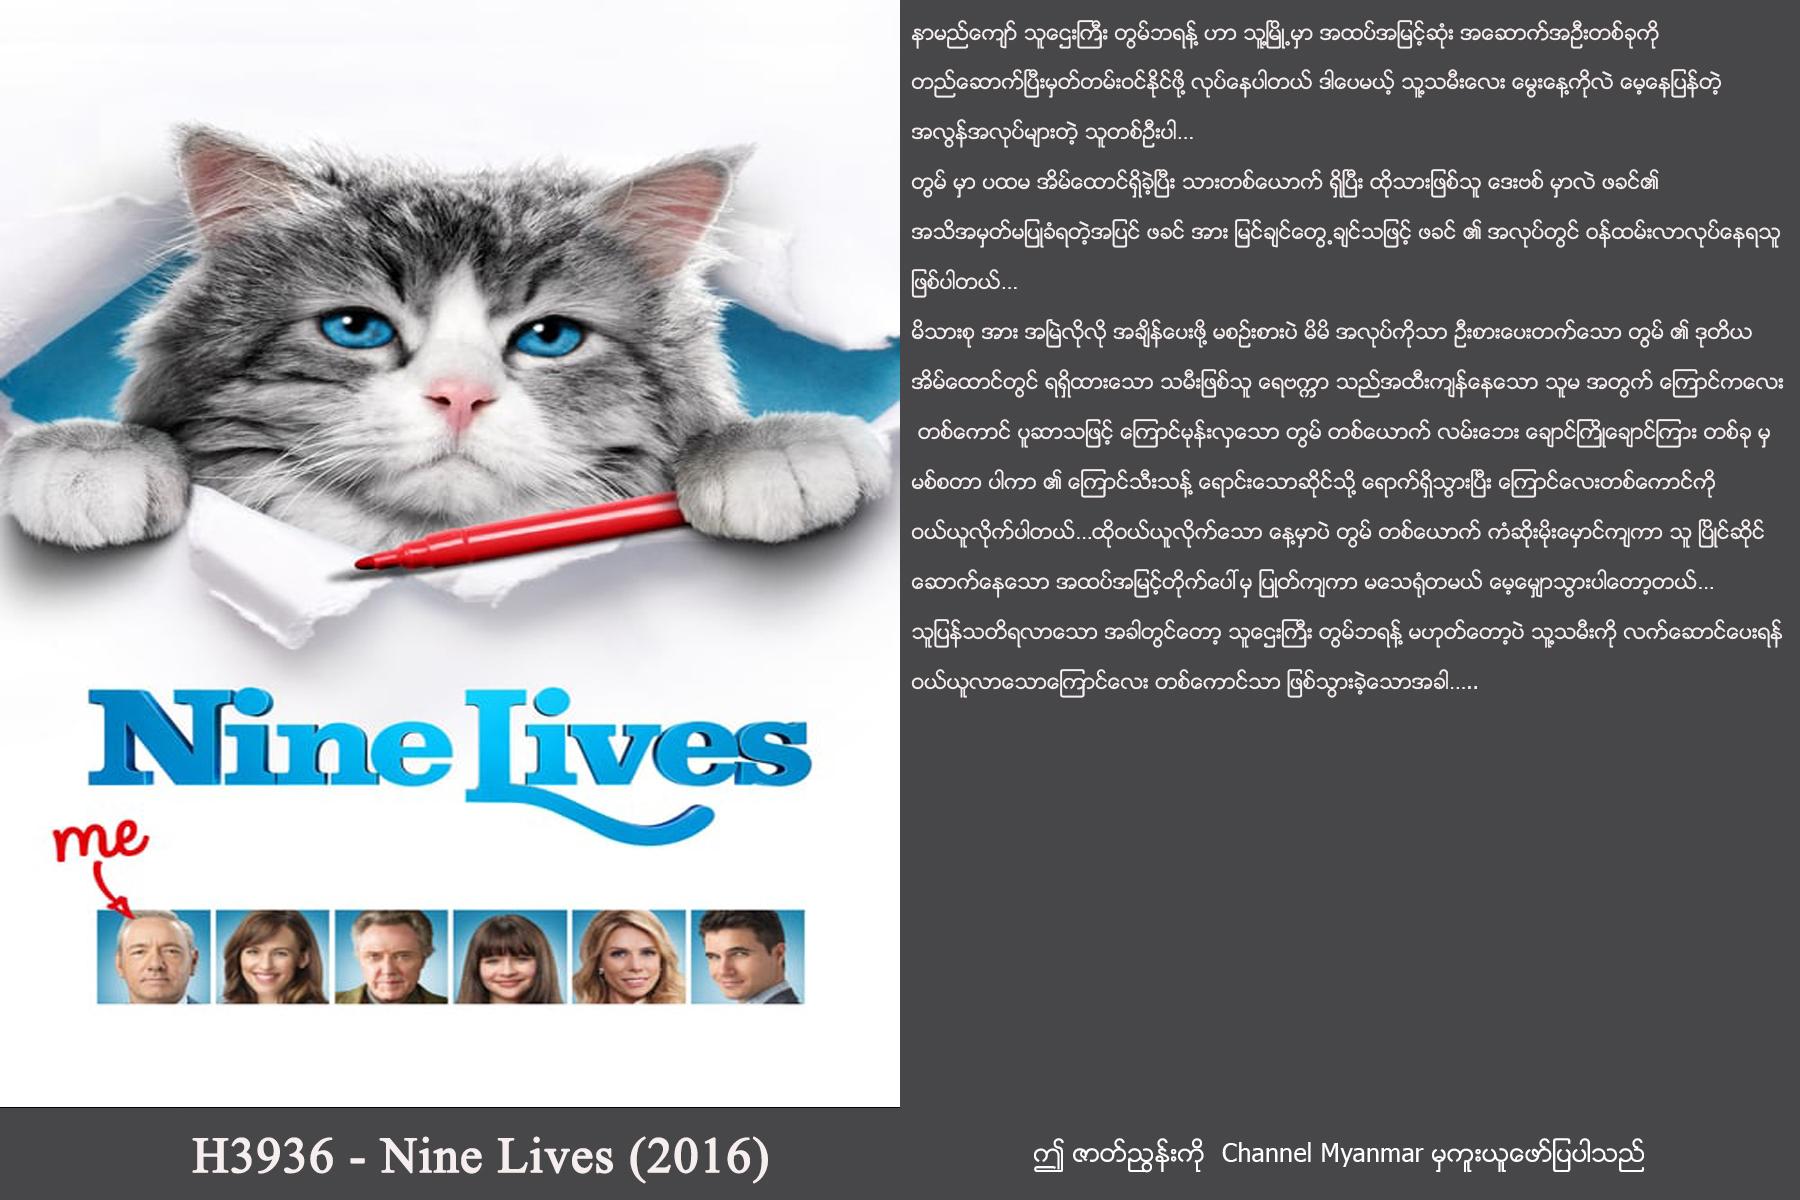 Nine Lives
me
H3936 - Nine Lives (2016)
နာမည်ကျော် သူဌေးကြီး တွမ်ဘရန့် ဟာ သူ့မြို့မှာ အထပ်အမြင့်ဆုံး အဆောက်အဦးတစ်ခုကို
တည်ဆောက်ပြီးမှတ်တမ်းဝင်နိုင်ဖို့ လုပ်နေပါတယ် ဒါပေမယ့် သူ့သမီးလေး မွေးနေ့ကိုလဲ မေ့နေပြန်တဲ့
အလွန်အလုပ်များတဲ့ သူတစ်ဦးပါ...
တွမ် မှာ ပထမ အိမ်ထောင်ရှိခဲ့ပြီး သားတစ်ယောက် ရှိပြီး ထိုသားဖြစ်သူ ဒေးဗစ် မှာလဲ ဖခင်၏
အသိအမှတ်မပြုခံရတဲ့အပြင် ဖခင် အား မြင်ချင်တွေ့ချင်သဖြင့် ဖခင် ၏ အလုပ်တွင် ဝန်ထမ်းလာလုပ်နေရသူ
ဖြစ်ပါတယ်...
မိသားစု အား အမြဲလိုလို အချိန်ပေးဖို့ မစဉ်းစားပဲ မိမိ အလုပ်ကိုသာ ဦးစားပေးတက်သော တွမ် ၏ ဒုတိယ
အိမ်ထောင်တွင် ရရှိထားသော သမီးဖြစ်သူ ရေဗက္ကာ သည်အထီးကျန်နေသော သူမ အတွက် ကြောင်ကလေး
တစ်ကောင် ပူဆာသဖြင့် ကြောင်မုန်းလှသော တွမ် တစ်ယောက် လမ်းဘေး ချောင်ကြိုချောင်ကြား တစ်ခု မှ
မစ်စတာ ပါကာ ၏ ကြောင်သီးသန့် ရောင်းသောဆိုင်သို့ ရောက်ရှိသွားပြီး ကြောင်လေးတစ်ကောင်ကို
ဝယ်ယူလိုက်ပါတယ်...ထိုဝယ်ယူလိုက်သော နေ့မှာပဲ တွမ် တစ်ယောက် ကံဆိုးမိုးမှောင်ကျကာ သူ ပြိုင်ဆိုင်
ဆောက်နေသော အထပ်အမြင့်တိုက်ပေါ်မှ ပြုတ်ကျကာ မသေရုံတမယ် မေ့မျှောသွားပါတော့တယ်...
သူပြန်သတိရလာသော အခါတွင်တော့ သူဌေးကြီး တွမ်ဘရန့် မဟုတ်တော့ပဲ သူ့သမီးကို လက်ဆောင်ပေးရန်
ဝယ်ယူလာသောကြောင်လေး တစ်ကောင်သာ ဖြစ်သွားခဲ့သောအခါ.....
ဤ ဇာတ်ညွှန်းကို Channel Myanmar မှကူးယူဖော်ပြပါသည်